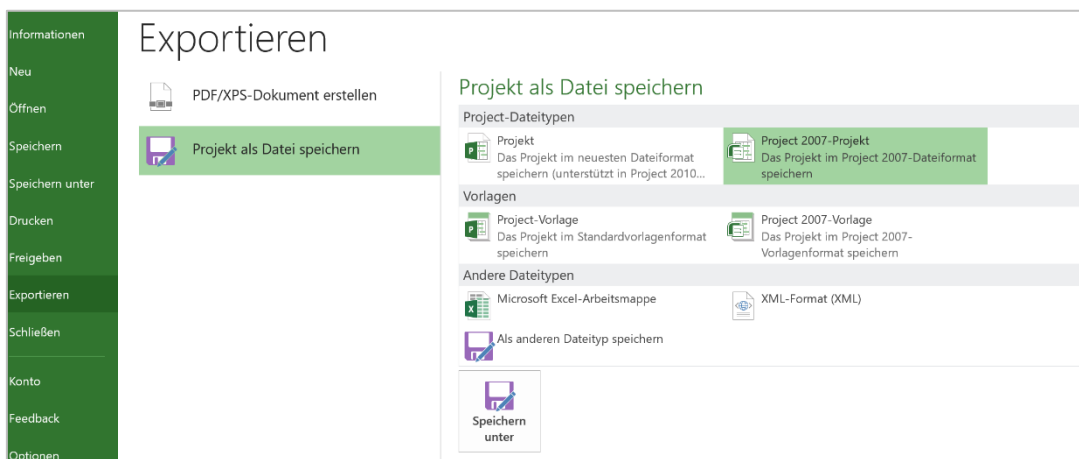 Informationen
Neu
Öffnen
Speichern
Speichern unter
Drucken
Freigeben
Exportieren
Schließen
Konto
Feedback
Optionen
Exportieren
PDF/XPS-Dokument erstellen
Projekt als Datei speichern
Projekt als Datei speichern
Project-Dateitypen
Projekt
Das Projekt im neuesten Dateiformat
speichern (unterstützt in Project 2010...
Project 2007-Projekt
Das Projekt im Project 2007-Dateiformat
speichern
Vorlagen
Project-Vorlage
Das Projekt im Standardvorlagenformat
speichern
Project 2007-Vorlage
Das Projekt im Project 2007-
Vorlagenformat speichern
Andere Dateitypen
Microsoft Excel-Arbeitsmappe
XML-Format (XML)
Als anderen Dateityp speichern
Speichern
unter